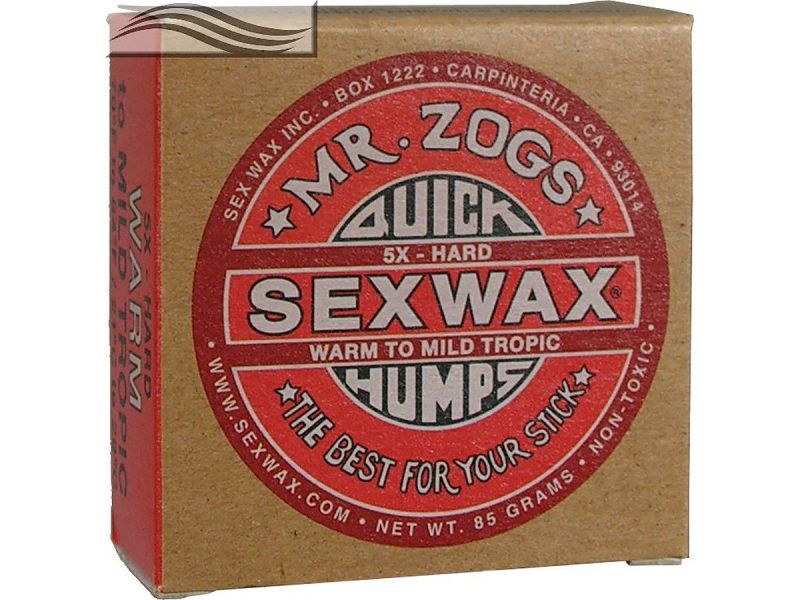 SEX WAX INC. • BOX 1222 • CARPINTERIA • CA • 93014
MR. ZOGS
QUICK
5X - HARD
SEXWAX®
WARM TO MILD TROPIC
HUMPS
THE BEST FOR YOUR STICK
• WWW.SEXWAX.COM • NET WT. 85 GRAMS • NON-TOXIC •
5X - HARD
WARM
TO MILD TROPIC